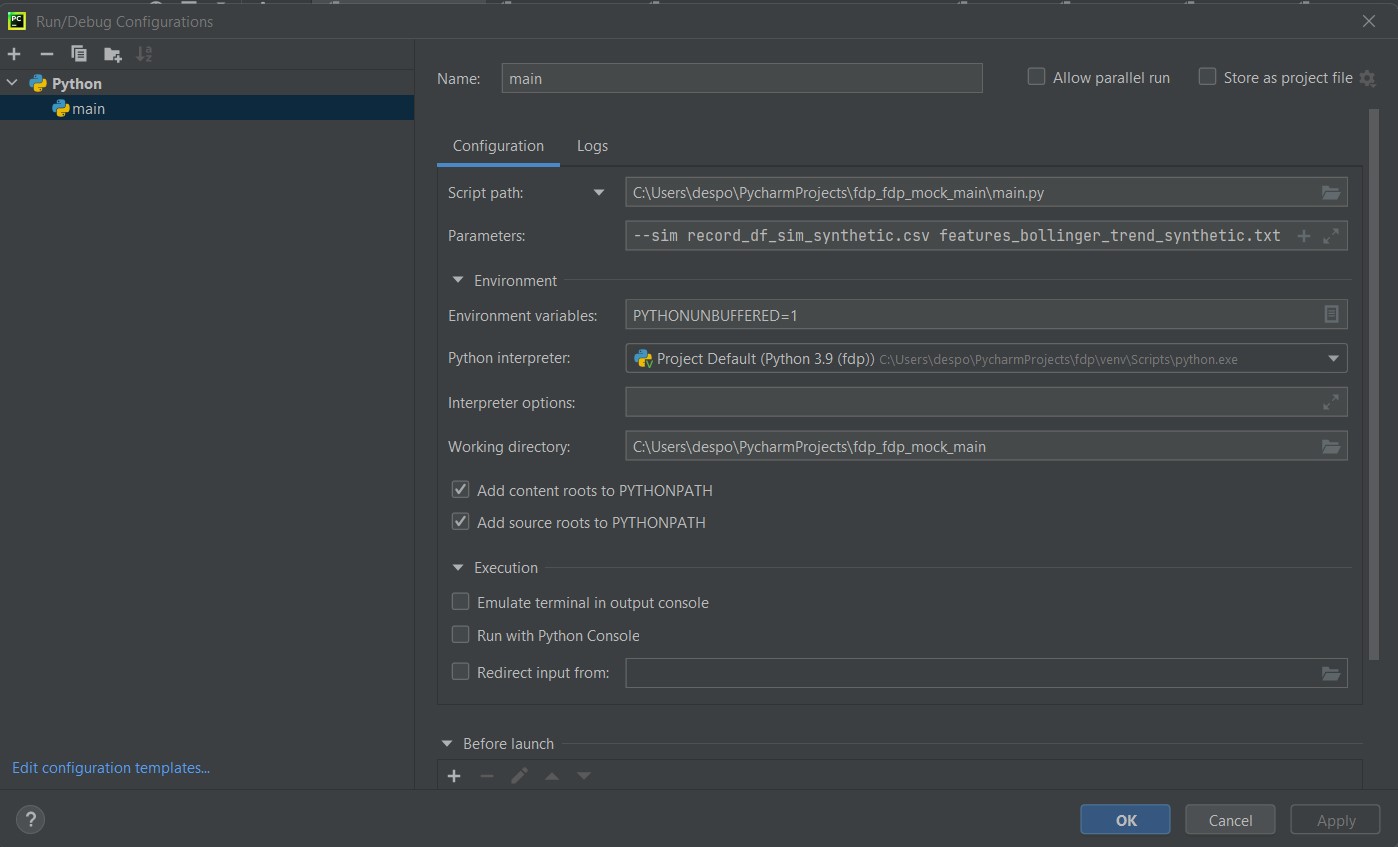 PC
Run/Debug Configurations
Python
main
Edit configuration templates...
Name: main
Allow parallel run
Store as project file
Configuration Logs
Script path: C:\Users\despo\PycharmProjects\fdp_fdp_mock_main\main.py
Parameters: --sim record_df_sim_synthetic.csv features_bollinger_trend_synthetic.txt
Environment
Environment variables: PYTHONUNBUFFERED=1
Python interpreter: Project Default (Python 3.9 (fdp)) C:\Users\despo\PycharmProjects\fdp\venv\Scripts\python.exe
Interpreter options:
Working directory: C:\Users\despo\PycharmProjects\fdp_fdp_mock_main
Add content roots to PYTHONPATH
Add source roots to PYTHONPATH
Execution
Emulate terminal in output console
Run with Python Console
Redirect input from:
Before launch
? OK Cancel Apply